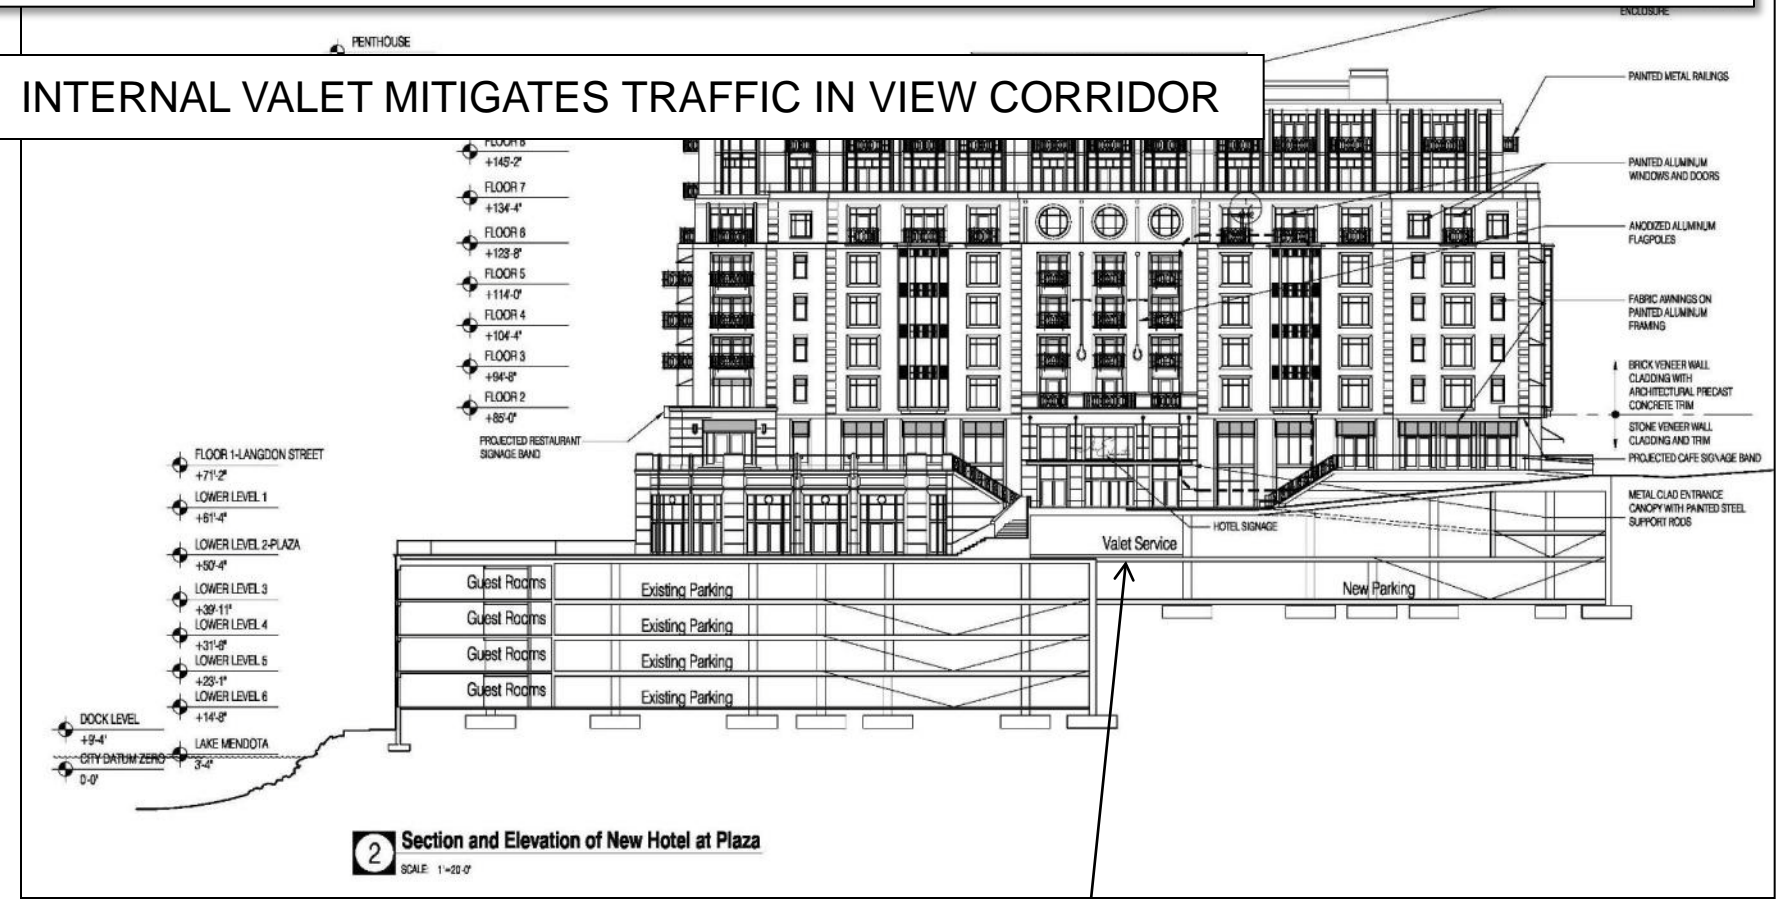 ENCLOSURE
PENTHOUSE
INTERNAL VALET MITIGATES TRAFFIC IN VIEW CORRIDOR
PAINTED METAL RAILINGS
FLOOR 8
+145'-2"
PAINTED ALUMINUM
WINDOWS AND DOORS
FLOOR 7
+134'-4"
FLOOR 6
+123'-8"
ANODIZED ALUMINUM
FLAGPOLES
FLOOR 5
+114'-0"
FLOOR 4
+104'-4"
FABRIC AWNINGS ON
PAINTED ALUMINUM
FRAMING
FLOOR 3
+94'-8"
FLOOR 2
+85'-0"
BRICK VENEER WALL
CLADDING WITH
ARCHITECTURAL PRECAST
CONCRETE TRIM
STONE VENEER WALL
CLADDING AND TRIM
PROJECTED CAFE SIGNAGE BAND
PROJECTED RESTAURANT
SIGNAGE BAND
FLOOR 1-LANGDON STREET
+71'-2"
LOWER LEVEL 1
+61'-4"
METAL CLAD ENTRANCE
CANOPY WITH PAINTED STEEL
SUPPORT RODS
HOTEL SIGNAGE
Valet Service
LOWER LEVEL 2-PLAZA
+50'-4"
LOWER LEVEL 3
+39'-11"
Guest Rooms Existing Parking New Parking
LOWER LEVEL 4
+31'-6"
Guest Rooms Existing Parking
LOWER LEVEL 5
+23'-1"
Guest Rooms Existing Parking
LOWER LEVEL 6
+14'-8"
Guest Rooms Existing Parking
DOCK LEVEL
+9'-4"
LAKE MENDOTA
3'-4"
CITY DATUM ZERO
0'-0"
2 Section and Elevation of New Hotel at Plaza
SCALE: 1"=20'-0"